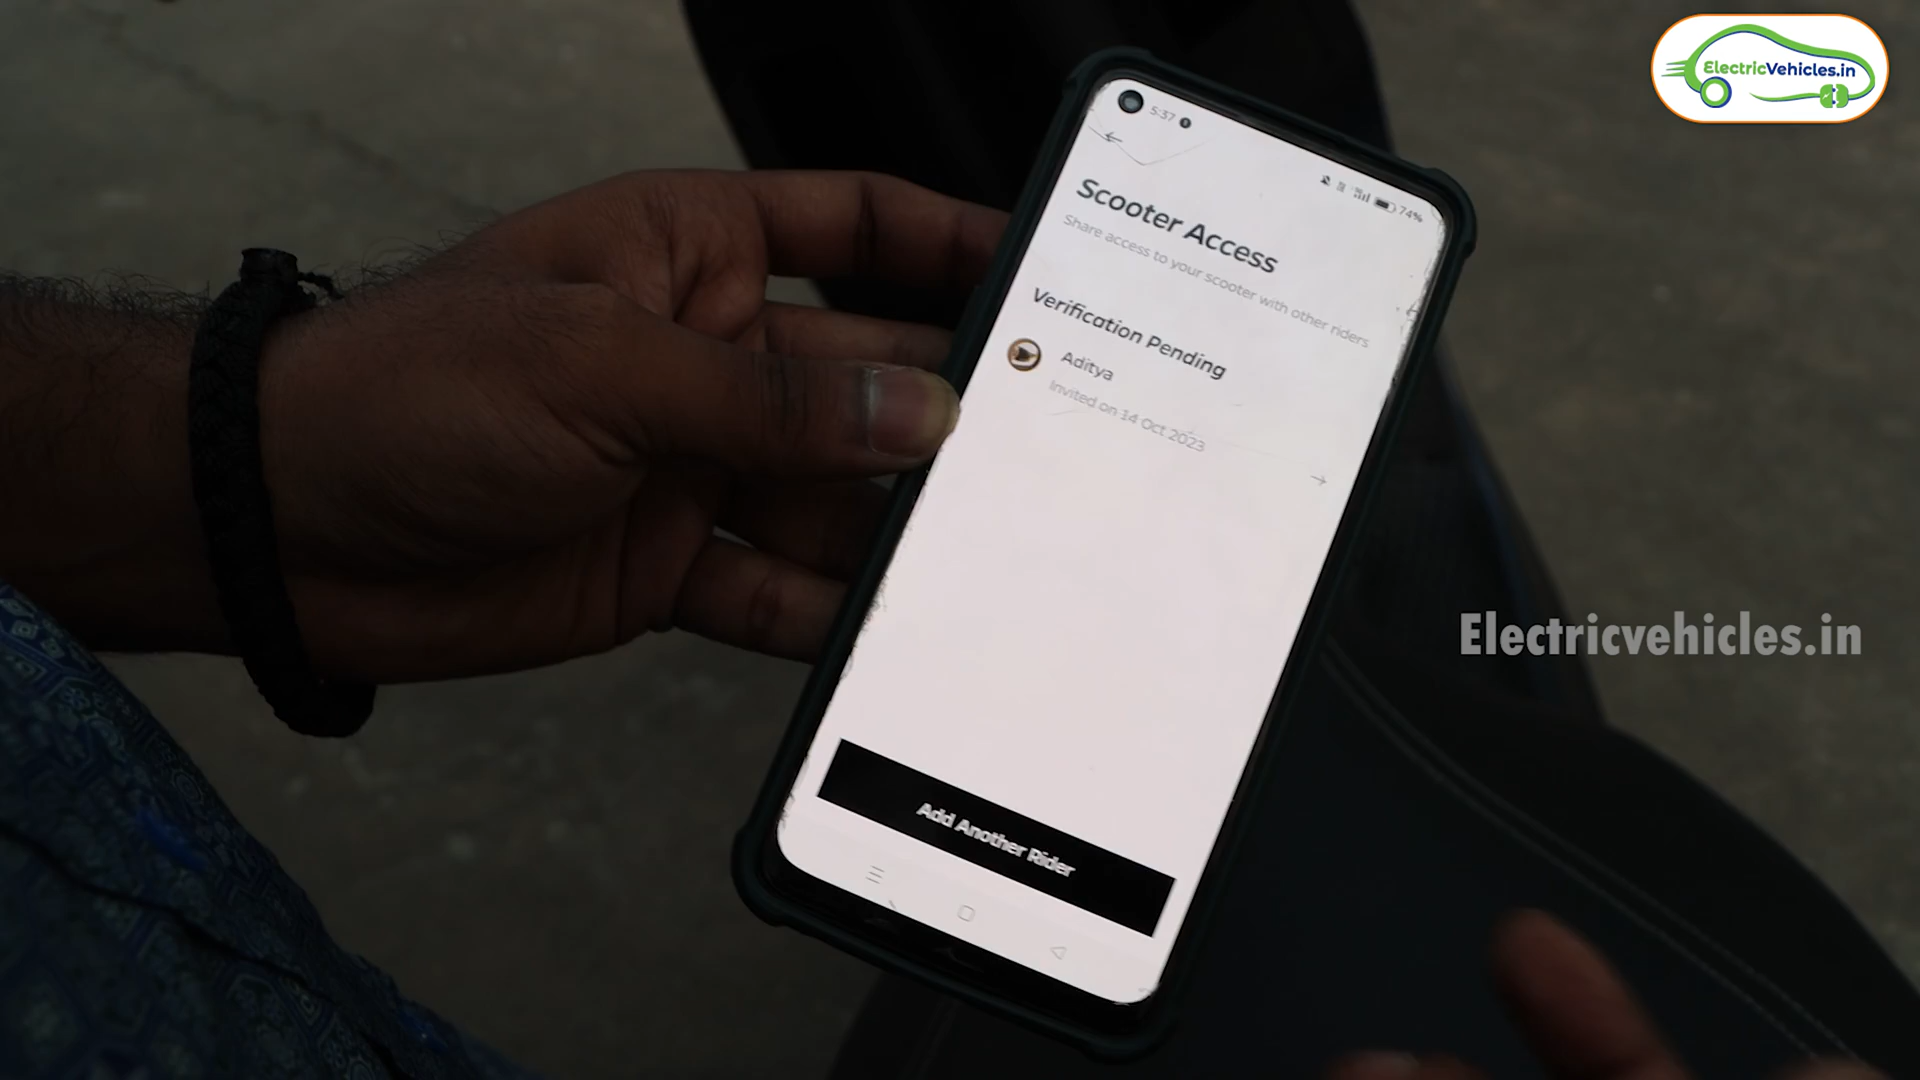 ElectricVehicles.in
5:37
74%
Scooter Access
Share access to your scooter with other riders
Verification Pending
Aditya
Invited on 14 Oct 2023
Electricvehicles.in
Add Another Rider